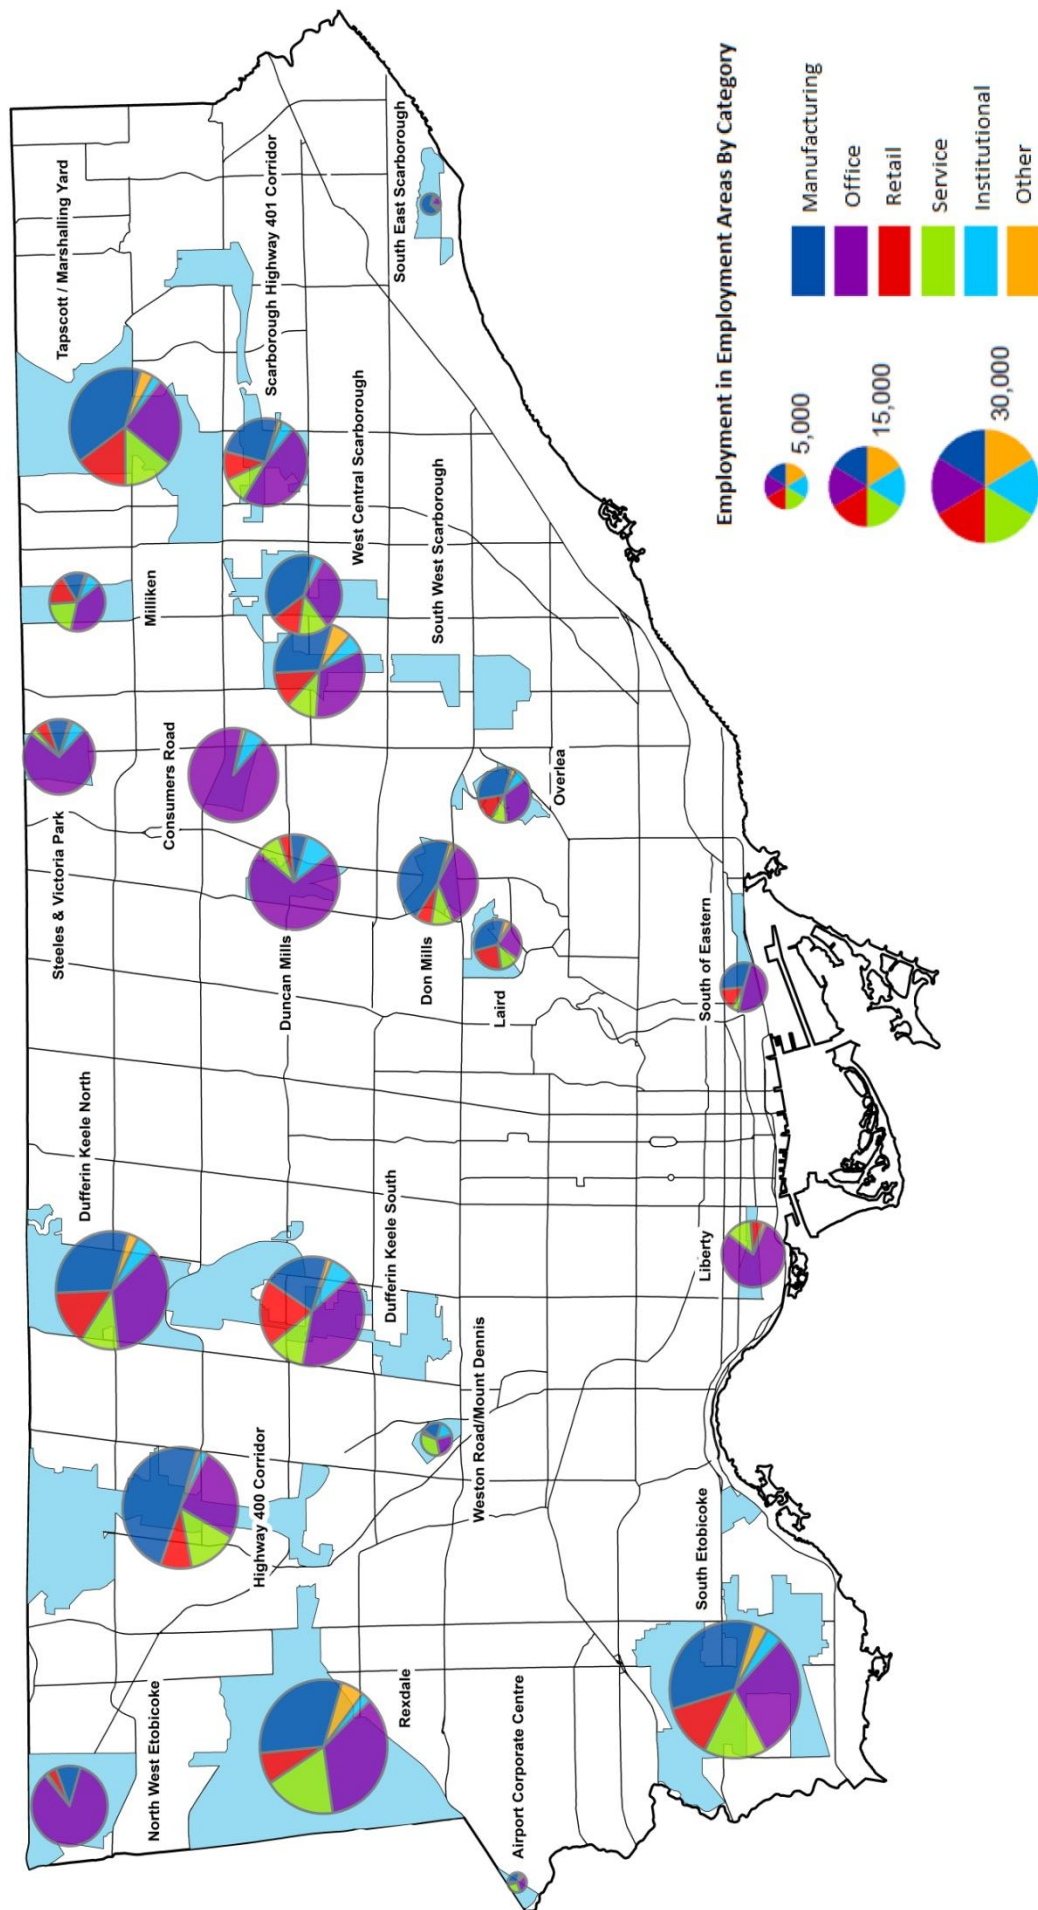 Tapscott / Marshalling Yard
Milliken
Steeles & Victoria Park
Scarborough Highway 401 Corridor
Consumers Road
West Central Scarborough
Duncan Mills
South East Scarborough
South West Scarborough
Don Mills
Overlea
Laird
Dufferin Keele North
Dufferin Keele South
Highway 400 Corridor
North West Etobicoke
Rexdale
Weston Road/Mount Dennis
Airport Corporate Centre
South of Eastern
Liberty
South Etobicoke
Employment in Employment Areas By Category
5,000
15,000
30,000
Manufacturing
Office
Retail
Service
Institutional
Other